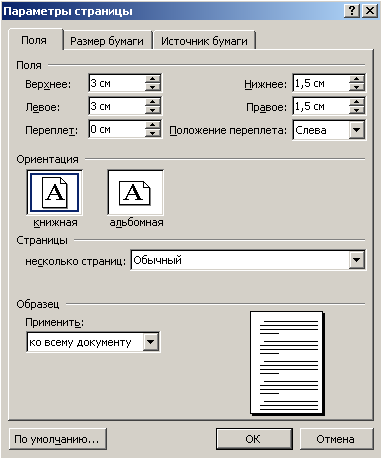 Параметры страницы
Поля Размер бумаги Источник бумаги
Поля
Верхнее: 3 см Нижнее: 1,5 см
Левое: 3 см Правое: 1,5 см
Переплет: 0 см Положение переплета: Слева
Ориентация
A A
книжная альбомная
Страницы
несколько страниц: Обычный
Образец
Применить:
ко всему документу
По умолчанию... ОК Отмена